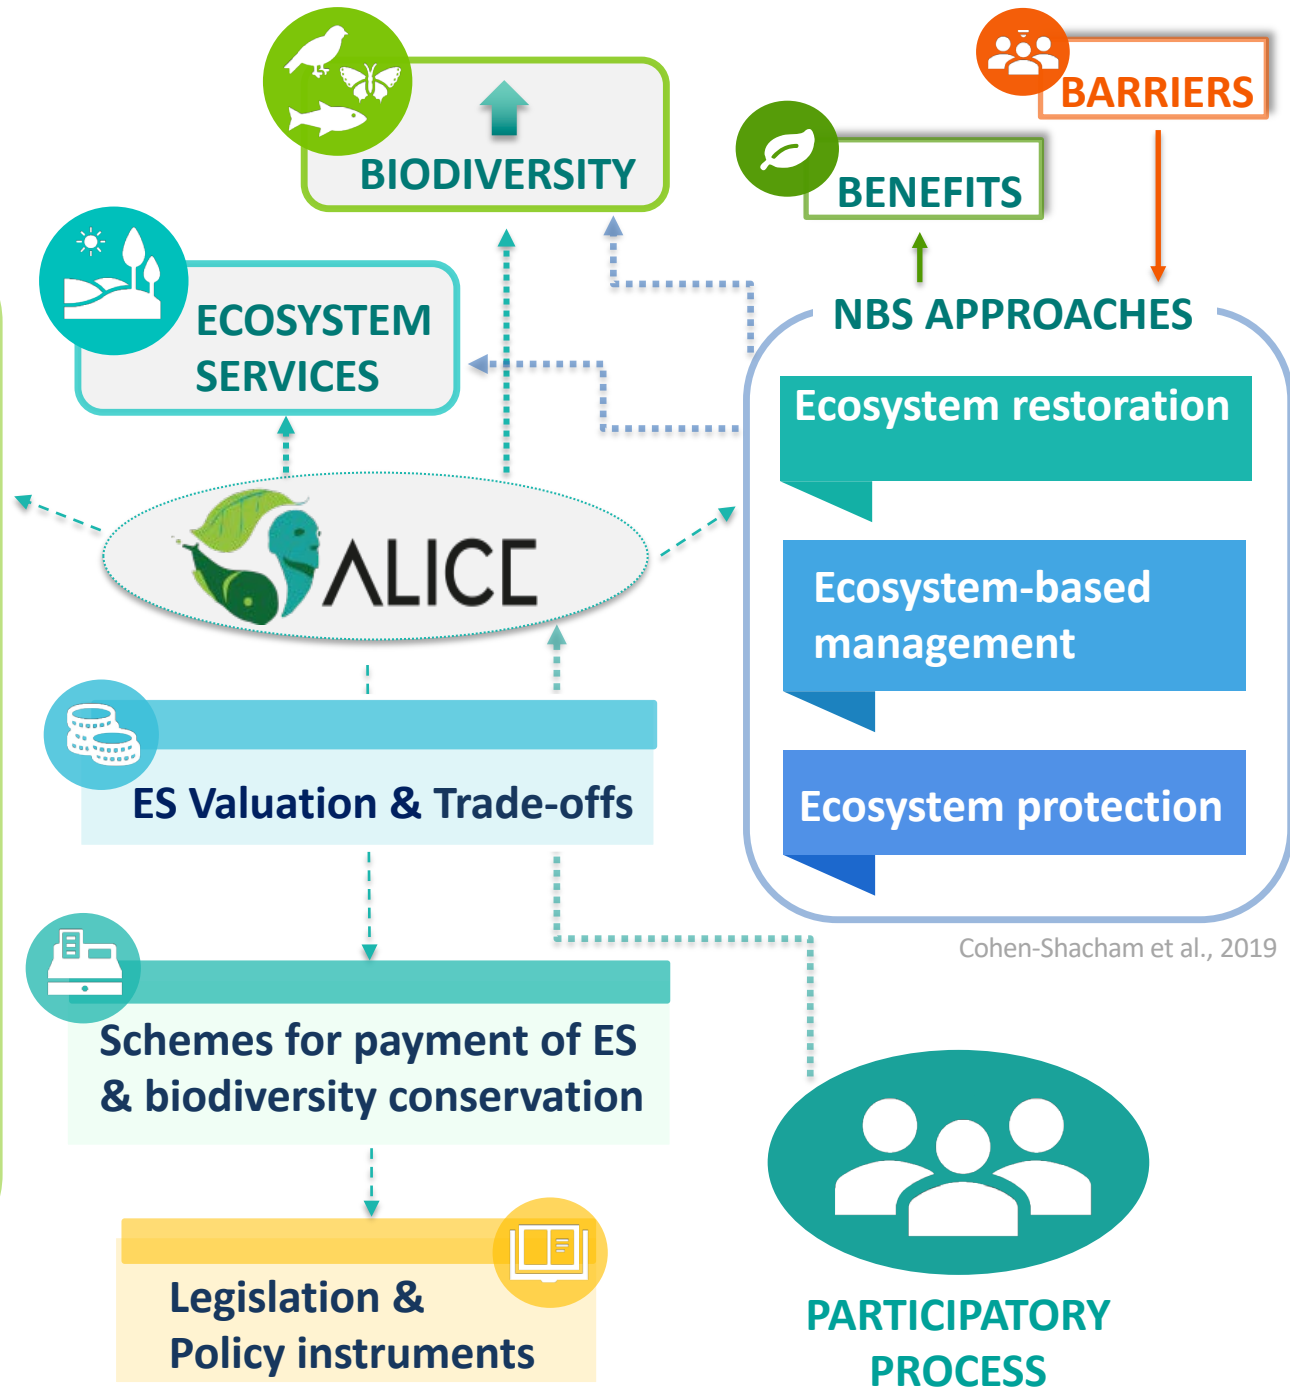 BIODIVERSITY
BARRIERS
BENEFITS
ECOSYSTEM
SERVICES
NBS APPROACHES
Ecosystem restoration
Ecosystem-based
management
Ecosystem protection
Cohen-Shacham et al., 2019
ALICE
ES Valuation & Trade-offs
Schemes for payment of ES
& biodiversity conservation
Legislation &
Policy instruments
PARTICIPATORY
PROCESS